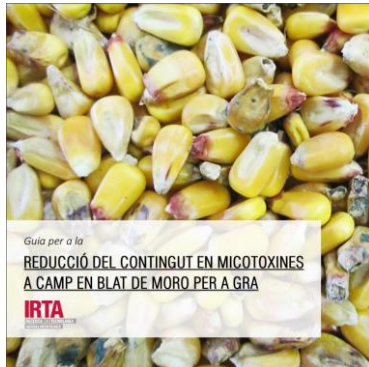 Guia per a la
REDUCCIÓ DEL CONTINGUT EN MICOTOXINES
A CAMP EN BLAT DE MORO PER A GRA
IRTA